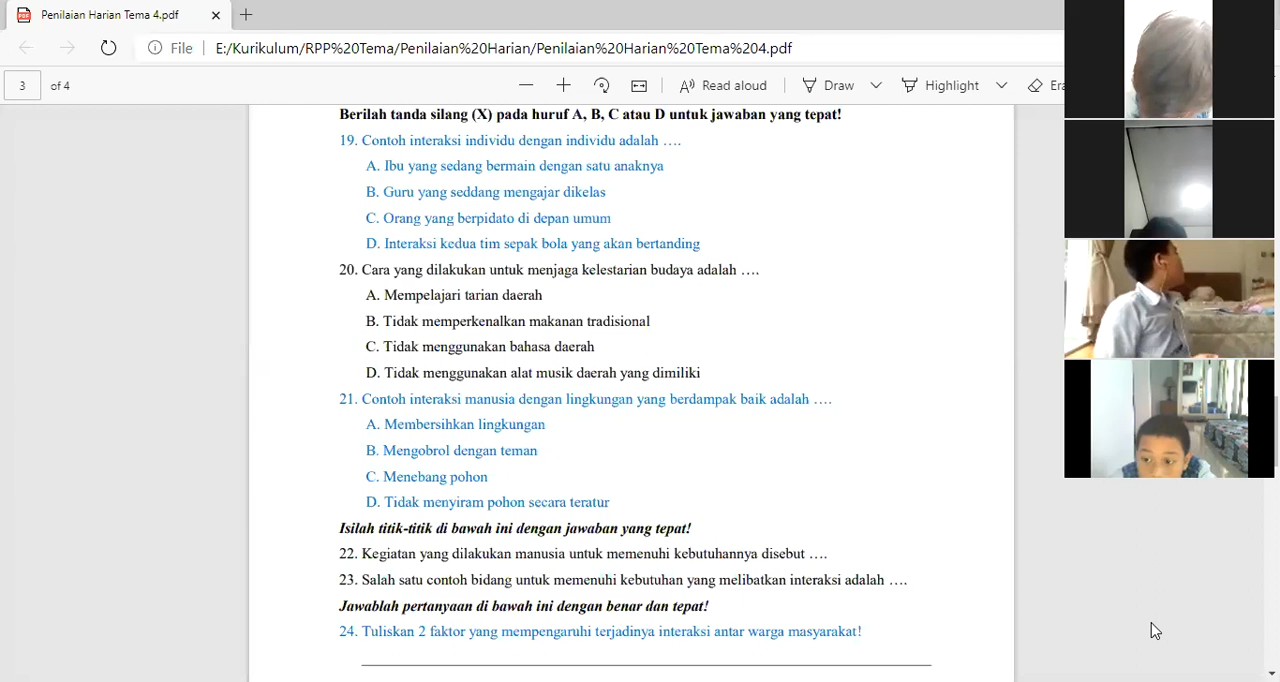 Penilaian Harian Tema 4.pdf
File E:/Kurikulum/RPP%20Tema/Penilaian%20Harian/Penilaian%20Harian%20Tema%204.pdf
3 of 4 Read aloud Draw Highlight Era
Berilah tanda silang (X) pada huruf A, B, C atau D untuk jawaban yang tepat!
19. Contoh interaksi individu dengan individu adalah ….
A. Ibu yang sedang bermain dengan satu anaknya
B. Guru yang seddang mengajar dikelas
C. Orang yang berpidato di depan umum
D. Interaksi kedua tim sepak bola yang akan bertanding
20. Cara yang dilakukan untuk menjaga kelestarian budaya adalah ….
A. Mempelajari tarian daerah
B. Tidak memperkenalkan makanan tradisional
C. Tidak menggunakan bahasa daerah
D. Tidak menggunakan alat musik daerah yang dimiliki
21. Contoh interaksi manusia dengan lingkungan yang berdampak baik adalah ….
A. Membersihkan lingkungan
B. Mengobrol dengan teman
C. Menebang pohon
D. Tidak menyiram pohon secara teratur
Isilah titik-titik di bawah ini dengan jawaban yang tepat!
22. Kegiatan yang dilakukan manusia untuk memenuhi kebutuhannya disebut ….
23. Salah satu contoh bidang untuk memenuhi kebutuhan yang melibatkan interaksi adalah ….
Jawablah pertanyaan di bawah ini dengan benar dan tepat!
24. Tuliskan 2 faktor yang mempengaruhi terjadinya interaksi antar warga masyarakat!